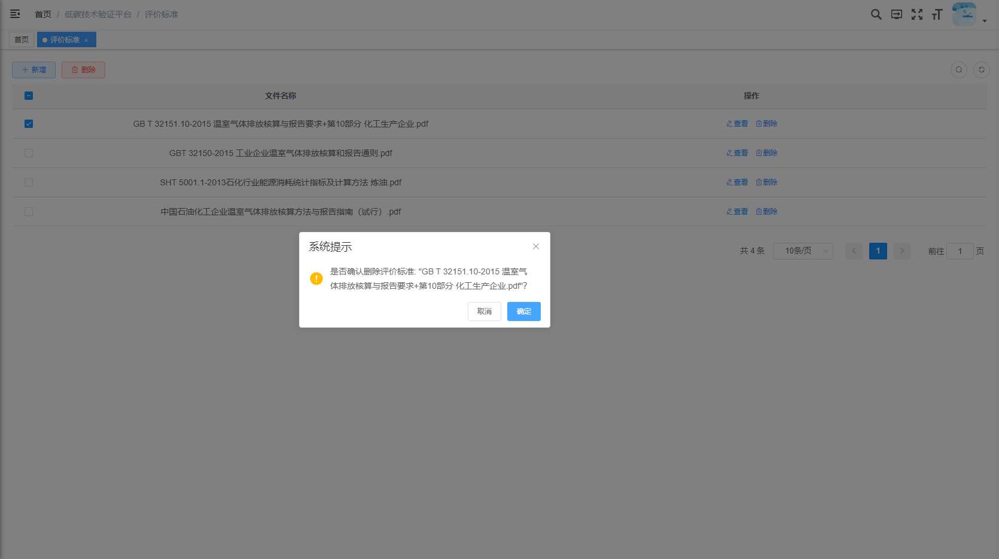 首页 / 低碳技术验证平台 / 评价标准
首页 评价标准 ×
+ 新增 删除
文件名称 操作
GB T 32151.10-2015 温室气体排放核算与报告要求+第10部分 化工生产企业.pdf 查看 删除
GBT 32150-2015 工业企业温室气体排放核算和报告通则.pdf 查看 删除
SHT 5001.1-2013石化行业能源消耗统计指标及计算方法 炼油.pdf 查看 删除
中国石油化工企业温室气体排放核算方法与报告指南（试行）.pdf 查看 删除
共 4 条 10条/页 < 1 > 前往 1 页
系统提示
是否确认删除评价标准: "GB T 32151.10-2015 温室气
体排放核算与报告要求+第10部分 化工生产企业.pdf"?
取消 确定